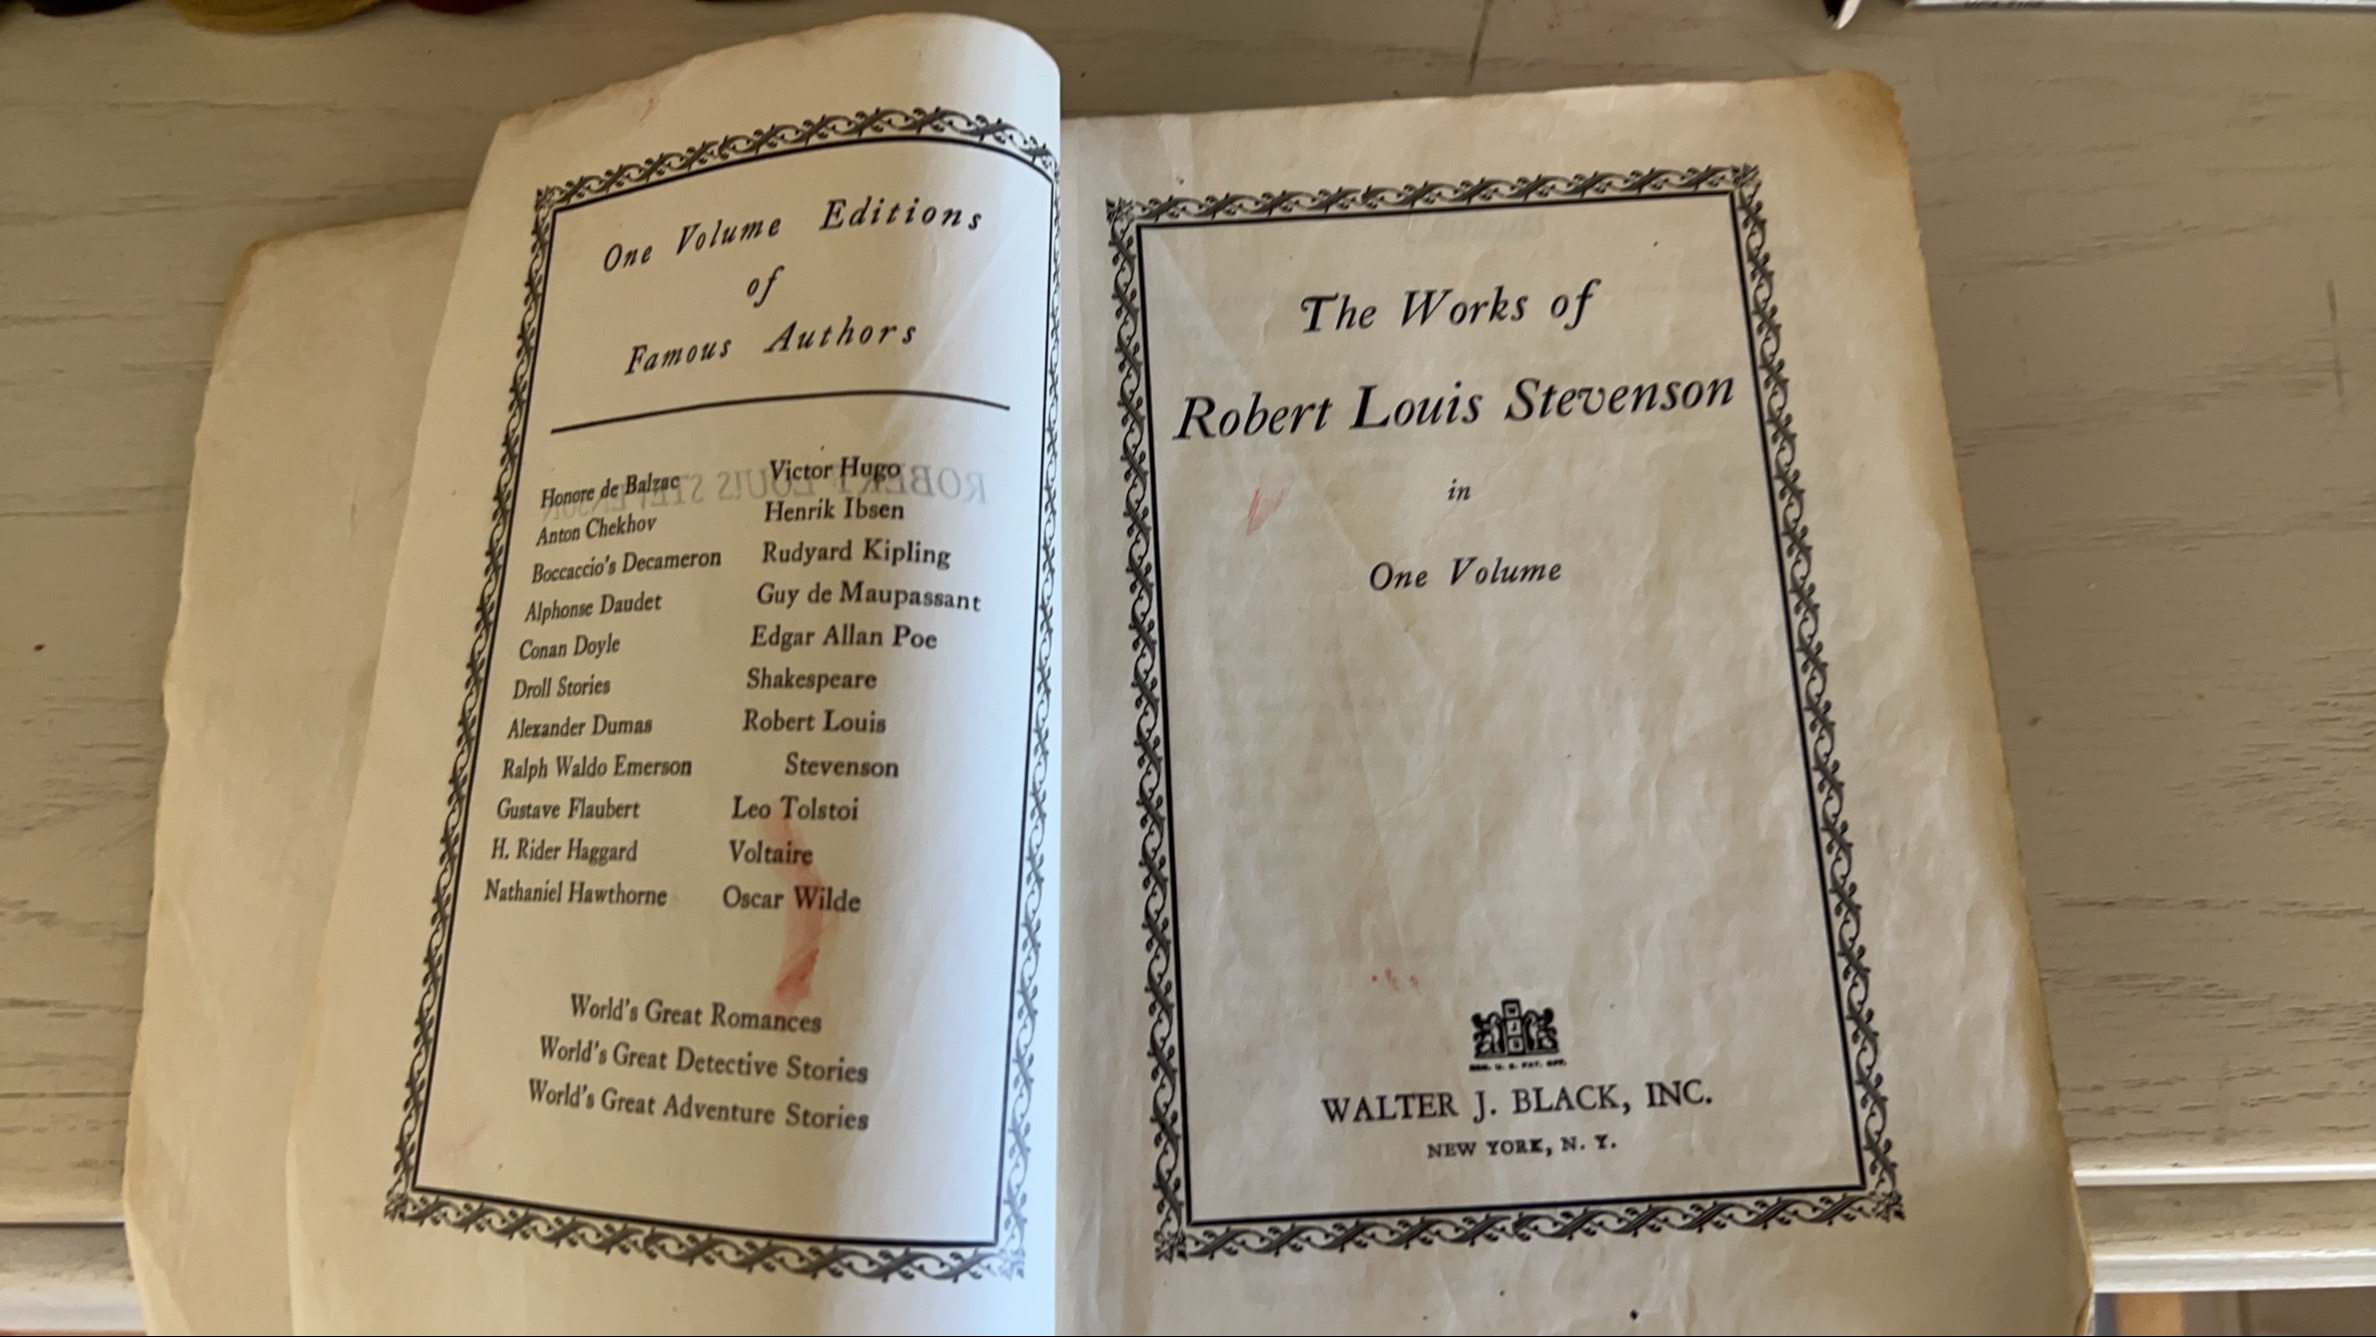 One Volume Editions
of
Famous Authors
Honore de Balzac
Anton Chekhov
Boccaccio's Decameron
Alphonse Daudet
Conan Doyle
Droll Stories
Alexander Dumas
Ralph Waldo Emerson
Gustave Flaubert
H. Rider Haggard
Nathaniel Hawthorne
Victor Hugo
Henrik Ibsen
Rudyard Kipling
Guy de Maupassant
Edgar Allan Poe
Shakespeare
Robert Louis
Stevenson
Leo Tolstoi
Voltaire
Oscar Wilde
World's Great Romances
World's Great Detective Stories
World's Great Adventure Stories
The Works of
Robert Louis Stevenson
in
One Volume
REG. U. S. PAT. OFF.
WALTER J. BLACK, INC.
NEW YORK, N. Y.